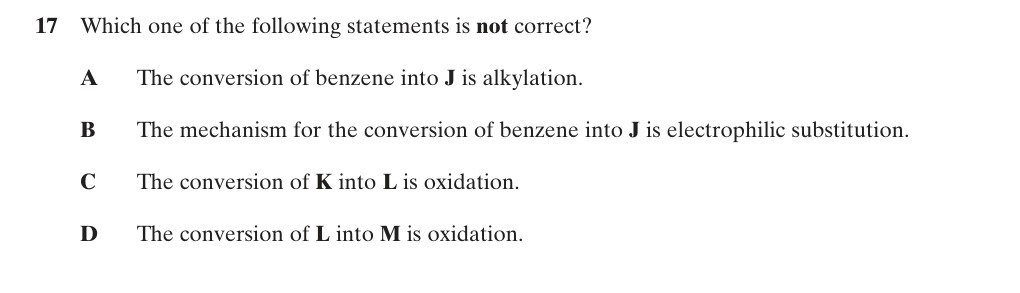 17 Which one of the following statements is not correct?
A The conversion of benzene into J is alkylation.
B The mechanism for the conversion of benzene into J is electrophilic substitution.
C The conversion of K into L is oxidation.
D The conversion of L into M is oxidation.